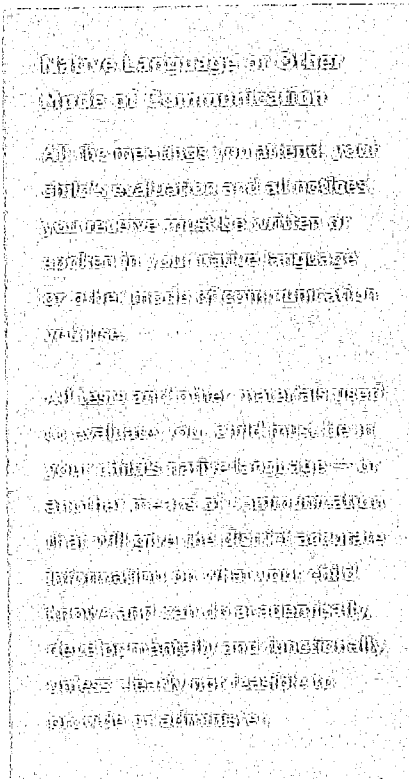 Native Language or Other
Mode of Communication
All the meetings you attend, your
child's evaluation and all notices
you receive must be written or
spoken in your native language
or other mode of communication
you use.
All tests and other materials used
to evaluate your child must be in
your child's native language — or
another means of communication
that will give the district accurate
information on what your child
knows and can do academically,
developmentally and functionally,
unless clearly not feasible to
provide or administer.